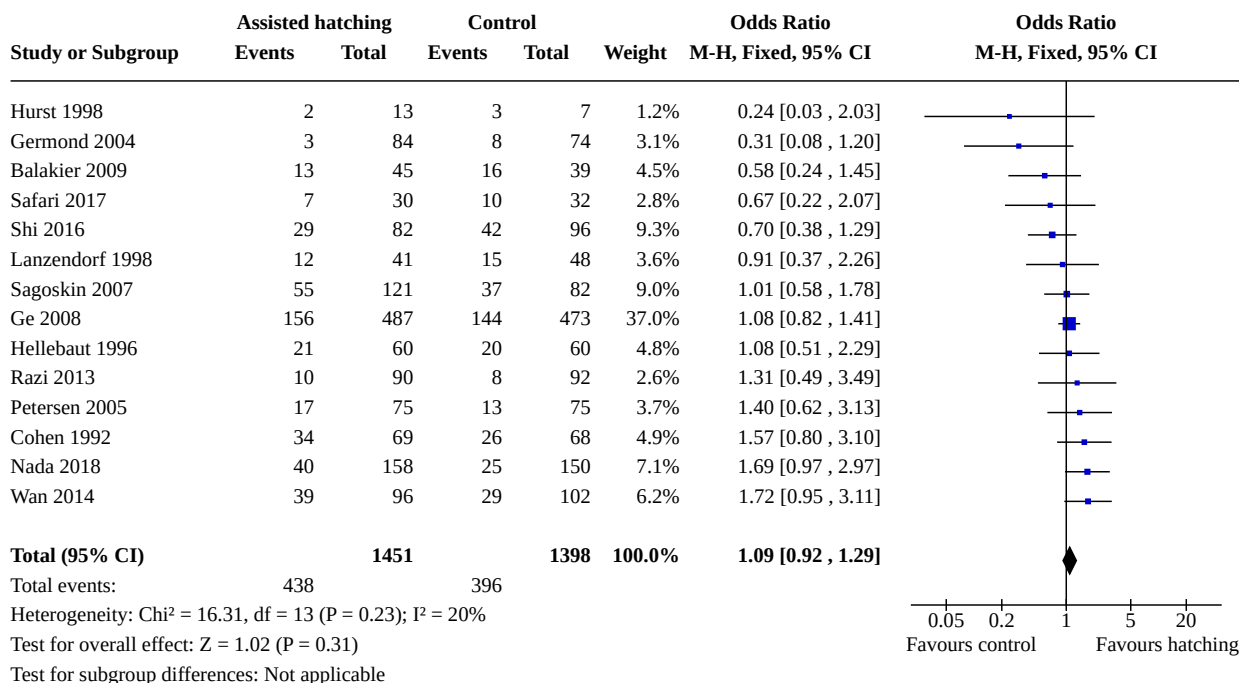 Assisted hatching Control Odds Ratio Odds Ratio
Study or Subgroup Events Total Events Total Weight M-H, Fixed, 95% CI M-H, Fixed, 95% CI
Hurst 1998 2 13 3 7 1.2% 0.24 [0.03 , 2.03]
Germond 2004 3 84 8 74 3.1% 0.31 [0.08 , 1.20]
Balakier 2009 13 45 16 39 4.5% 0.58 [0.24 , 1.45]
Safari 2017 7 30 10 32 2.8% 0.67 [0.22 , 2.07]
Shi 2016 29 82 42 96 9.3% 0.70 [0.38 , 1.29]
Lanzendorf 1998 12 41 15 48 3.6% 0.91 [0.37 , 2.26]
Sagoskin 2007 55 121 37 82 9.0% 1.01 [0.58 , 1.78]
Ge 2008 156 487 144 473 37.0% 1.08 [0.82 , 1.41]
Hellebaut 1996 21 60 20 60 4.8% 1.08 [0.51 , 2.29]
Razi 2013 10 90 8 92 2.6% 1.31 [0.49 , 3.49]
Petersen 2005 17 75 13 75 3.7% 1.40 [0.62 , 3.13]
Cohen 1992 34 69 26 68 4.9% 1.57 [0.80 , 3.10]
Nada 2018 40 158 25 150 7.1% 1.69 [0.97 , 2.97]
Wan 2014 39 96 29 102 6.2% 1.72 [0.95 , 3.11]
Total (95% CI) 1451 1398 100.0% 1.09 [0.92 , 1.29]
Total events: 438 396
Heterogeneity: Chi² = 16.31, df = 13 (P = 0.23); I² = 20%
0.05 0.2 1 5 20
Test for overall effect: Z = 1.02 (P = 0.31)
Favours control Favours hatching
Test for subgroup differences: Not applicable